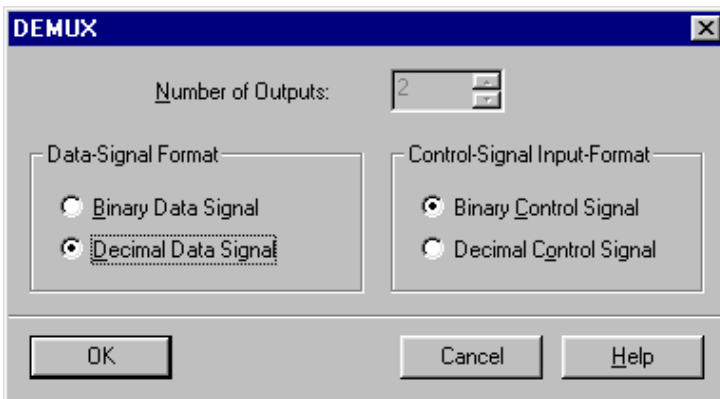 DEMUX
Number of Outputs: 2
Data-Signal Format
Binary Data Signal
Decimal Data Signal
Control-Signal Input-Format
Binary Control Signal
Decimal Control Signal
OK Cancel Help